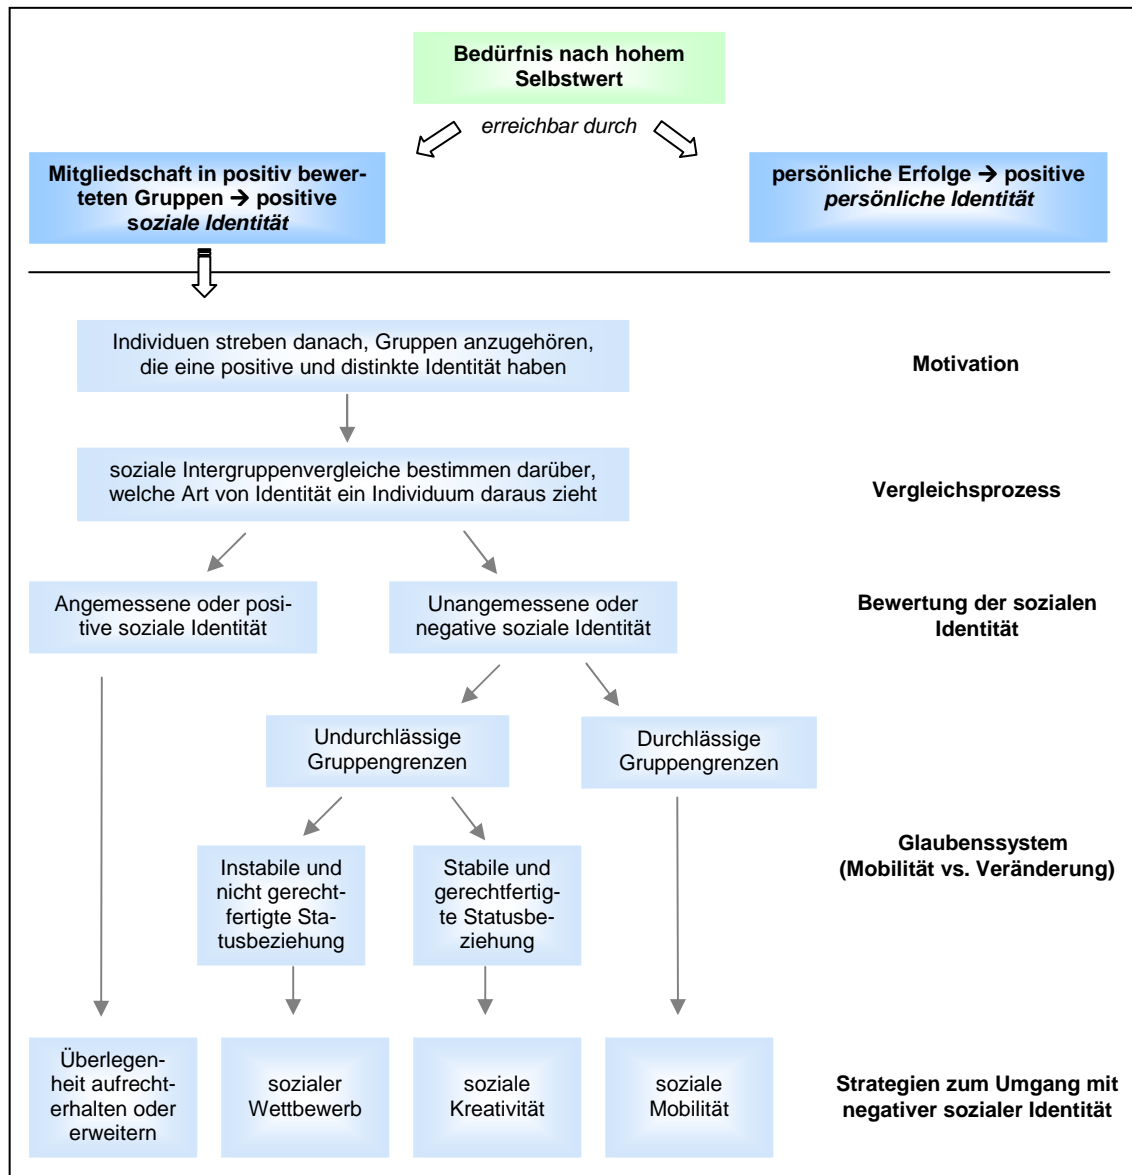 Bedürfnis nach hohem
Selbstwert
erreichbar durch
Mitgliedschaft in positiv bewer-
teten Gruppen → positive
soziale Identität
persönliche Erfolge → positive
persönliche Identität
Individuen streben danach, Gruppen anzugehören,
die eine positive und distinkte Identität haben
Motivation
soziale Intergruppenvergleiche bestimmen darüber,
welche Art von Identität ein Individuum daraus zieht
Vergleichsprozess
Angemessene oder posi-
tive soziale Identität
Unangemessene oder
negative soziale Identität
Bewertung der sozialen
Identität
Undurchlässige
Gruppengrenzen
Durchlässige
Gruppengrenzen
Instabile und
nicht gerecht-
fertigte Sta-
tusbeziehung
Stabile und
gerechtfertig-
te Statusbe-
ziehung
Glaubenssystem
(Mobilität vs. Veränderung)
Überlegen-
heit aufrecht-
erhalten oder
erweitern
sozialer
Wettbewerb
soziale
Kreativität
soziale
Mobilität
Strategien zum Umgang mit
negativer sozialer Identität